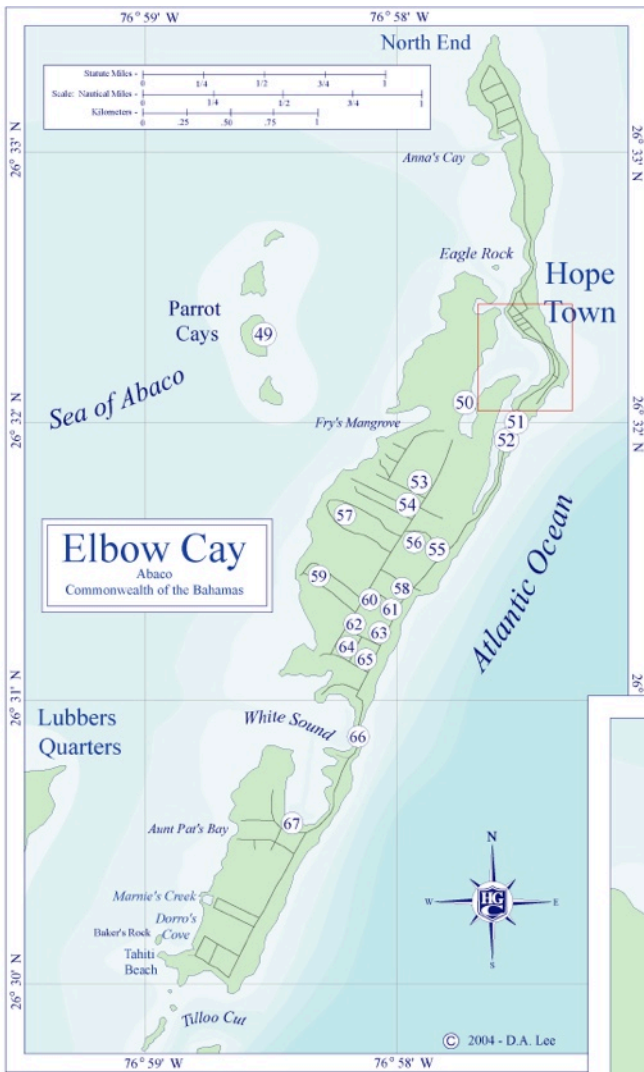 76° 59' W
76° 58' W
North End
Statute Miles -
0 1/4 1/2 3/4 1
Scale: Nautical Miles -
0 1/4 1/2 3/4 1
Kilometers -
0 .25 .50 .75 1
26° 33' N
26° 33' N
Anna's Cay
Eagle Rock
Hope
Town
Parrot
Cays
49
Sea of Abaco
50
26° 32' N
Fry's Mangrove
51
26° 32' N
52
53
54
57
Elbow Cay
Abaco
Commonwealth of the Bahamas
56
55
59
58
60
61
62
63
64
65
Atlantic Ocean
26° 31' N
26°
Lubbers
Quarters
White Sound
66
Aunt Pat's Bay
67
N
Marnie's Creek
W
HG
E
Dorro's
Cove
Baker's Rock
Tahiti
Beach
S
26° 30' N
Tilloo Cut
© 2004 - D.A. Lee
76° 59' W
76° 58' W